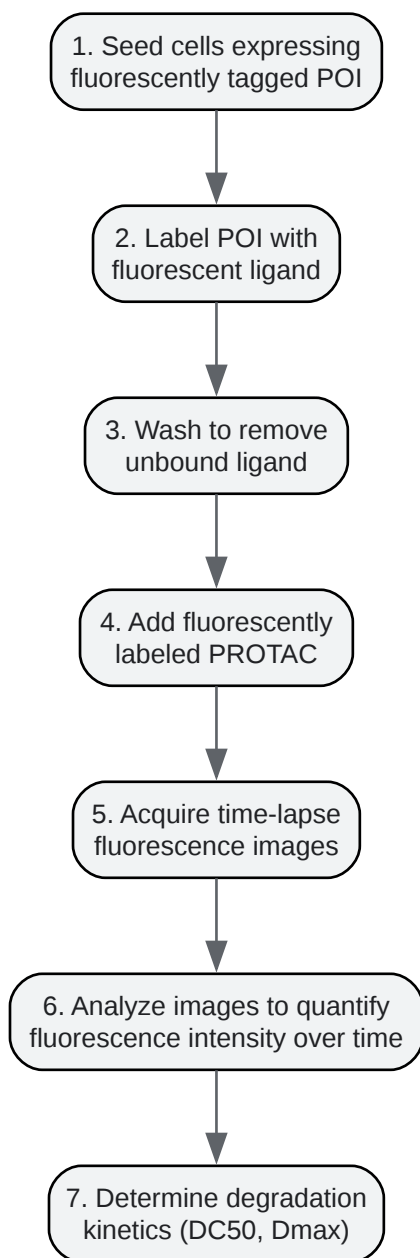 1. Seed cells expressing
fluorescently tagged POI
2. Label POI with
fluorescent ligand
3. Wash to remove
unbound ligand
4. Add fluorescently
labeled PROTAC
5. Acquire time-lapse
fluorescence images
6. Analyze images to quantify
fluorescence intensity over time
7. Determine degradation
kinetics (DC50, Dmax)